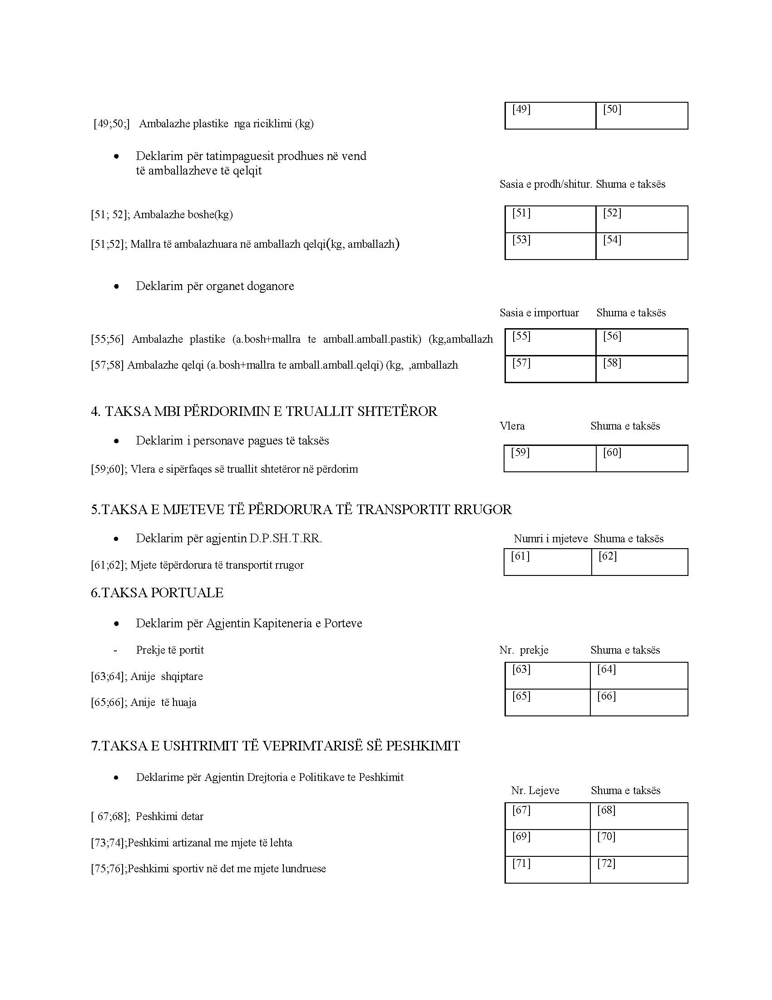 [49] [50]
[49;50;] Ambalazhe plastike nga riciklimi (kg)
• Deklarim për tatimpaguesit prodhues në vend
të amballazheve të qelqit
Sasia e prodh/shitur. Shuma e taksës
[51; 52]; Ambalazhe boshe(kg) [51] [52]
[51;52]; Mallra të ambalazhuara në amballazh qelqi(kg, amballazh) [53] [54]
• Deklarim për organet doganore
Sasia e importuar Shuma e taksës
[55;56] Ambalazhe plastike (a.bosh+mallra te amball.amball.pastik) (kg,amballazh [55] [56]
[57;58] Ambalazhe qelqi (a.bosh+mallra te amball.amball.qelqi) (kg, ,amballazh [57] [58]
4. TAKSA MBI PËRDORIMIN E TRUALLIT SHTETËROR
Vlera Shuma e taksës
• Deklarim i personave pagues të taksës
[59] [60]
[59;60]; Vlera e sipërfaqes së truallit shtetëror në përdorim
5.TAKSA E MJETEVE TË PËRDORURA TË TRANSPORTIT RRUGOR
• Deklarim për agjentin D.P.SH.T.RR. Numri i mjeteve Shuma e taksës
[61] [62]
[61;62]; Mjete tëpërdorura të transportit rrugor
6.TAKSA PORTUALE
• Deklarim për Agjentin Kapiteneria e Porteve
- Prekje të portit Nr. prekje Shuma e taksës
[63;64]; Anije shqiptare [63] [64]
[65;66]; Anije të huaja [65] [66]
7.TAKSA E USHTRIMIT TË VEPRIMTARISË SË PESHKIMIT
• Deklarime për Agjentin Drejtoria e Politikave te Peshkimit
Nr. Lejeve Shuma e taksës
[ 67;68]; Peshkimi detar [67] [68]
[73;74];Peshkimi artizanal me mjete të lehta [69] [70]
[75;76];Peshkimi sportiv në det me mjete lundruese [71] [72]